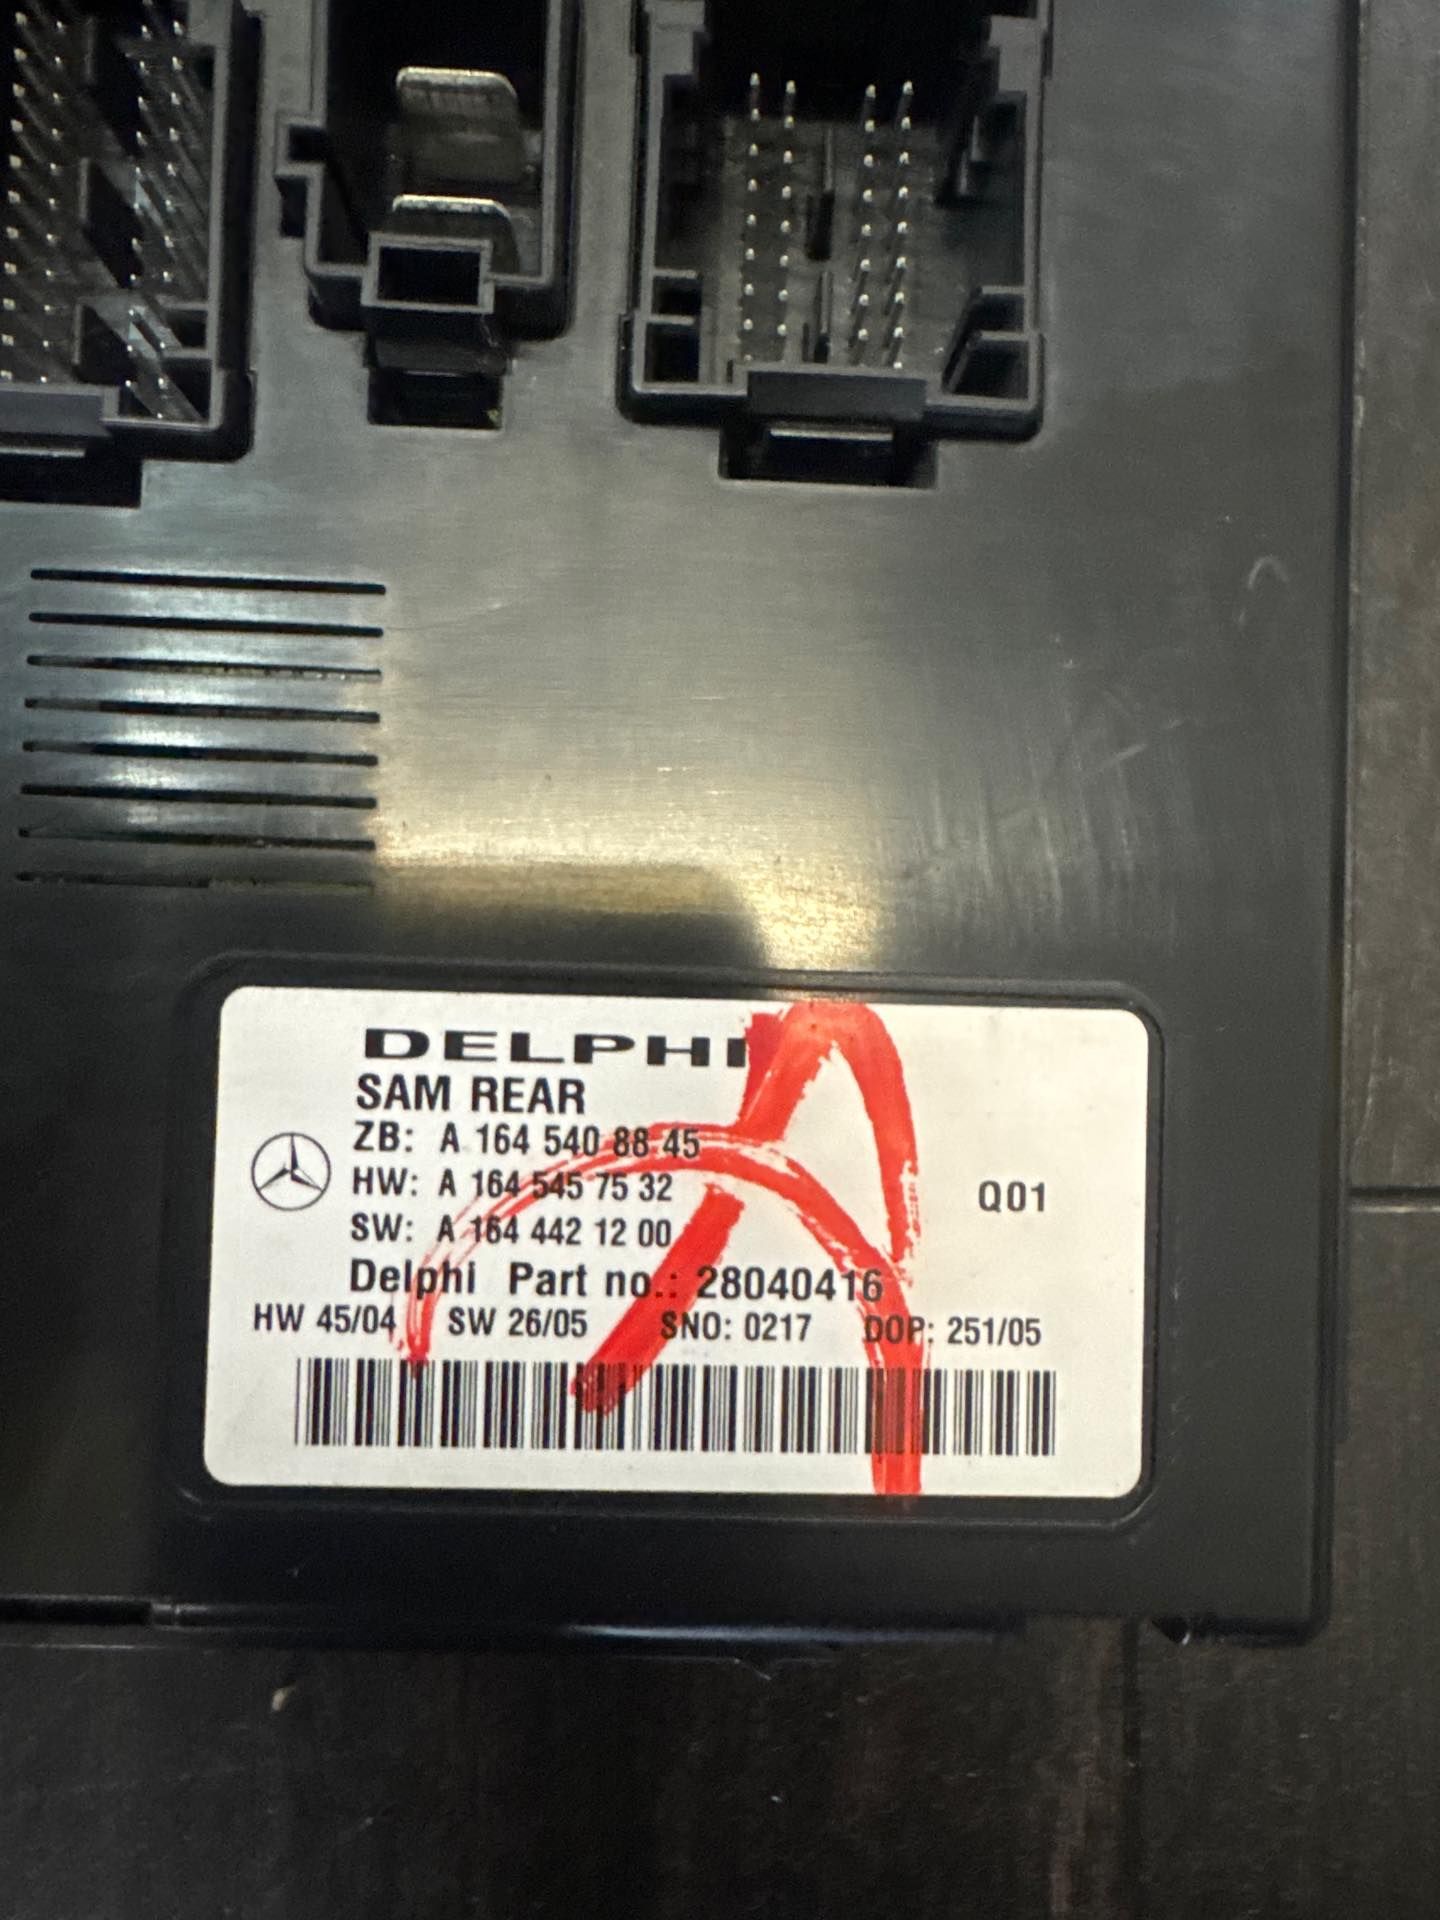 DELPHI
SAM REAR
ZB: A 164 540 88 45
HW: A 164 545 75 32
SW: A 164 442 12 00
Q01
Delphi Part no.: 28040416
HW 45/04 SW 26/05 SNO: 0217 DOP: 251/05